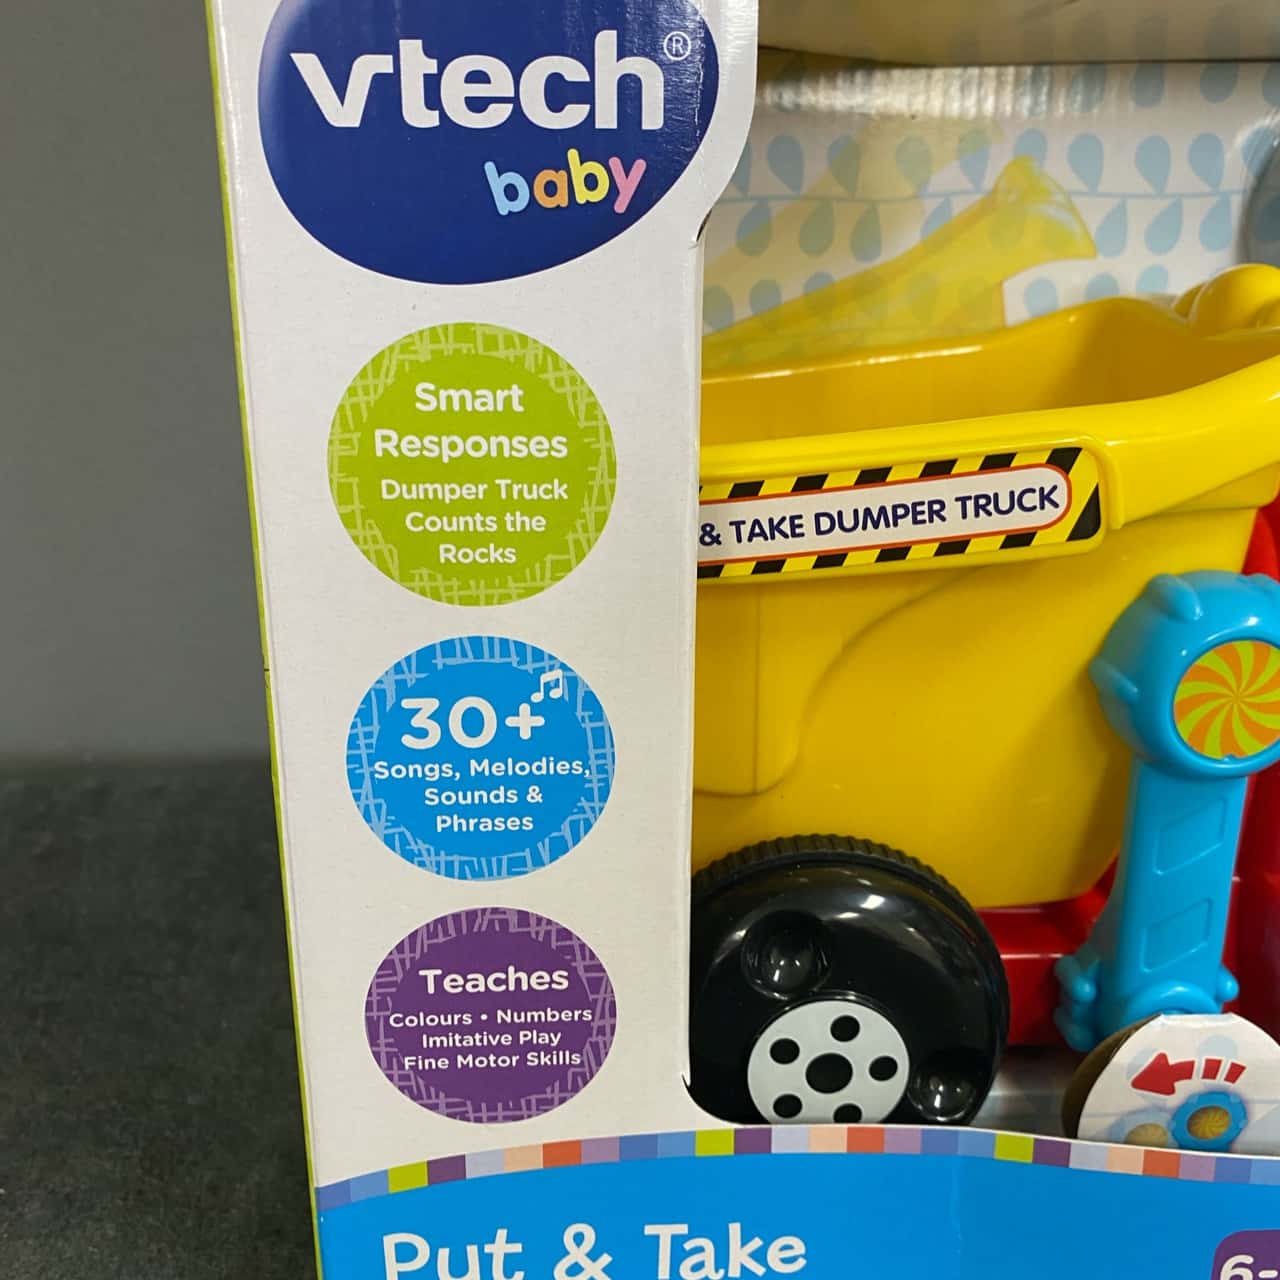 vtech®
baby
Smart
Responses
Dumper Truck
Counts the
Rocks
& TAKE DUMPER TRUCK
30+
Songs, Melodies,
Sounds &
Phrases
Teaches
Colours • Numbers
Imitative Play
Fine Motor Skills
Put & Take
6-